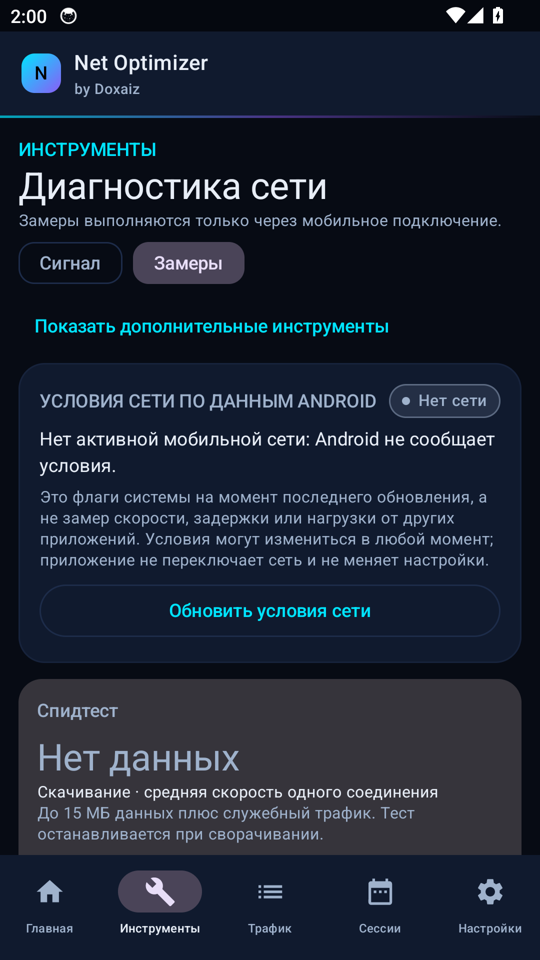 2:00
N
Net Optimizer
by Doxaiz
ИНСТРУМЕНТЫ
Диагностика сети
Замеры выполняются только через мобильное подключение.
Сигнал
Замеры
Показать дополнительные инструменты
УСЛОВИЯ СЕТИ ПО ДАННЫМ ANDROID
Нет сети
Нет активной мобильной сети: Android не сообщает
условия.
Это флаги системы на момент последнего обновления, а
не замер скорости, задержки или нагрузки от других
приложений. Условия могут измениться в любой момент;
приложение не переключает сеть и не меняет настройки.
Обновить условия сети
Спидтест
Нет данных
Скачивание · средняя скорость одного соединения
До 15 МБ данных плюс служебный трафик. Тест
останавливается при сворачивании.
Главная
Инструменты
Трафик
Сессии
Настройки